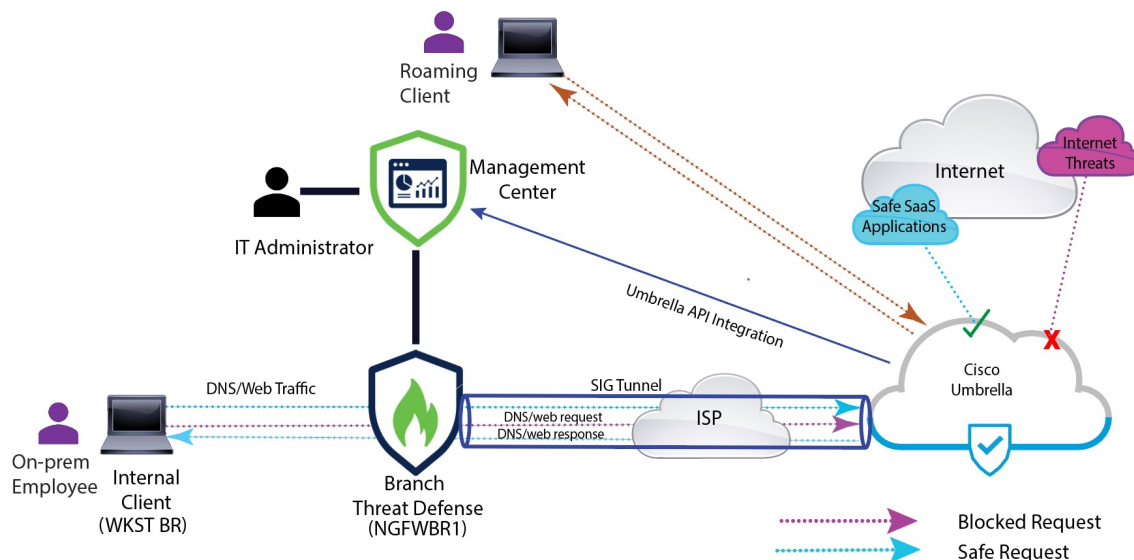 Roaming
Client
Management
Center
IT Administrator
Internet
Internet
Threats
Safe SaaS
Applications
Umbrella API Integration
Cisco
Umbrella
DNS/Web Traffic
SIG Tunnel
DNS/web request
DNS/web response
ISP
On-prem
Employee
Internal
Client
(WKST BR)
Branch
Threat Defense
(NGFWBR1)
X
Blocked Request
Safe Request